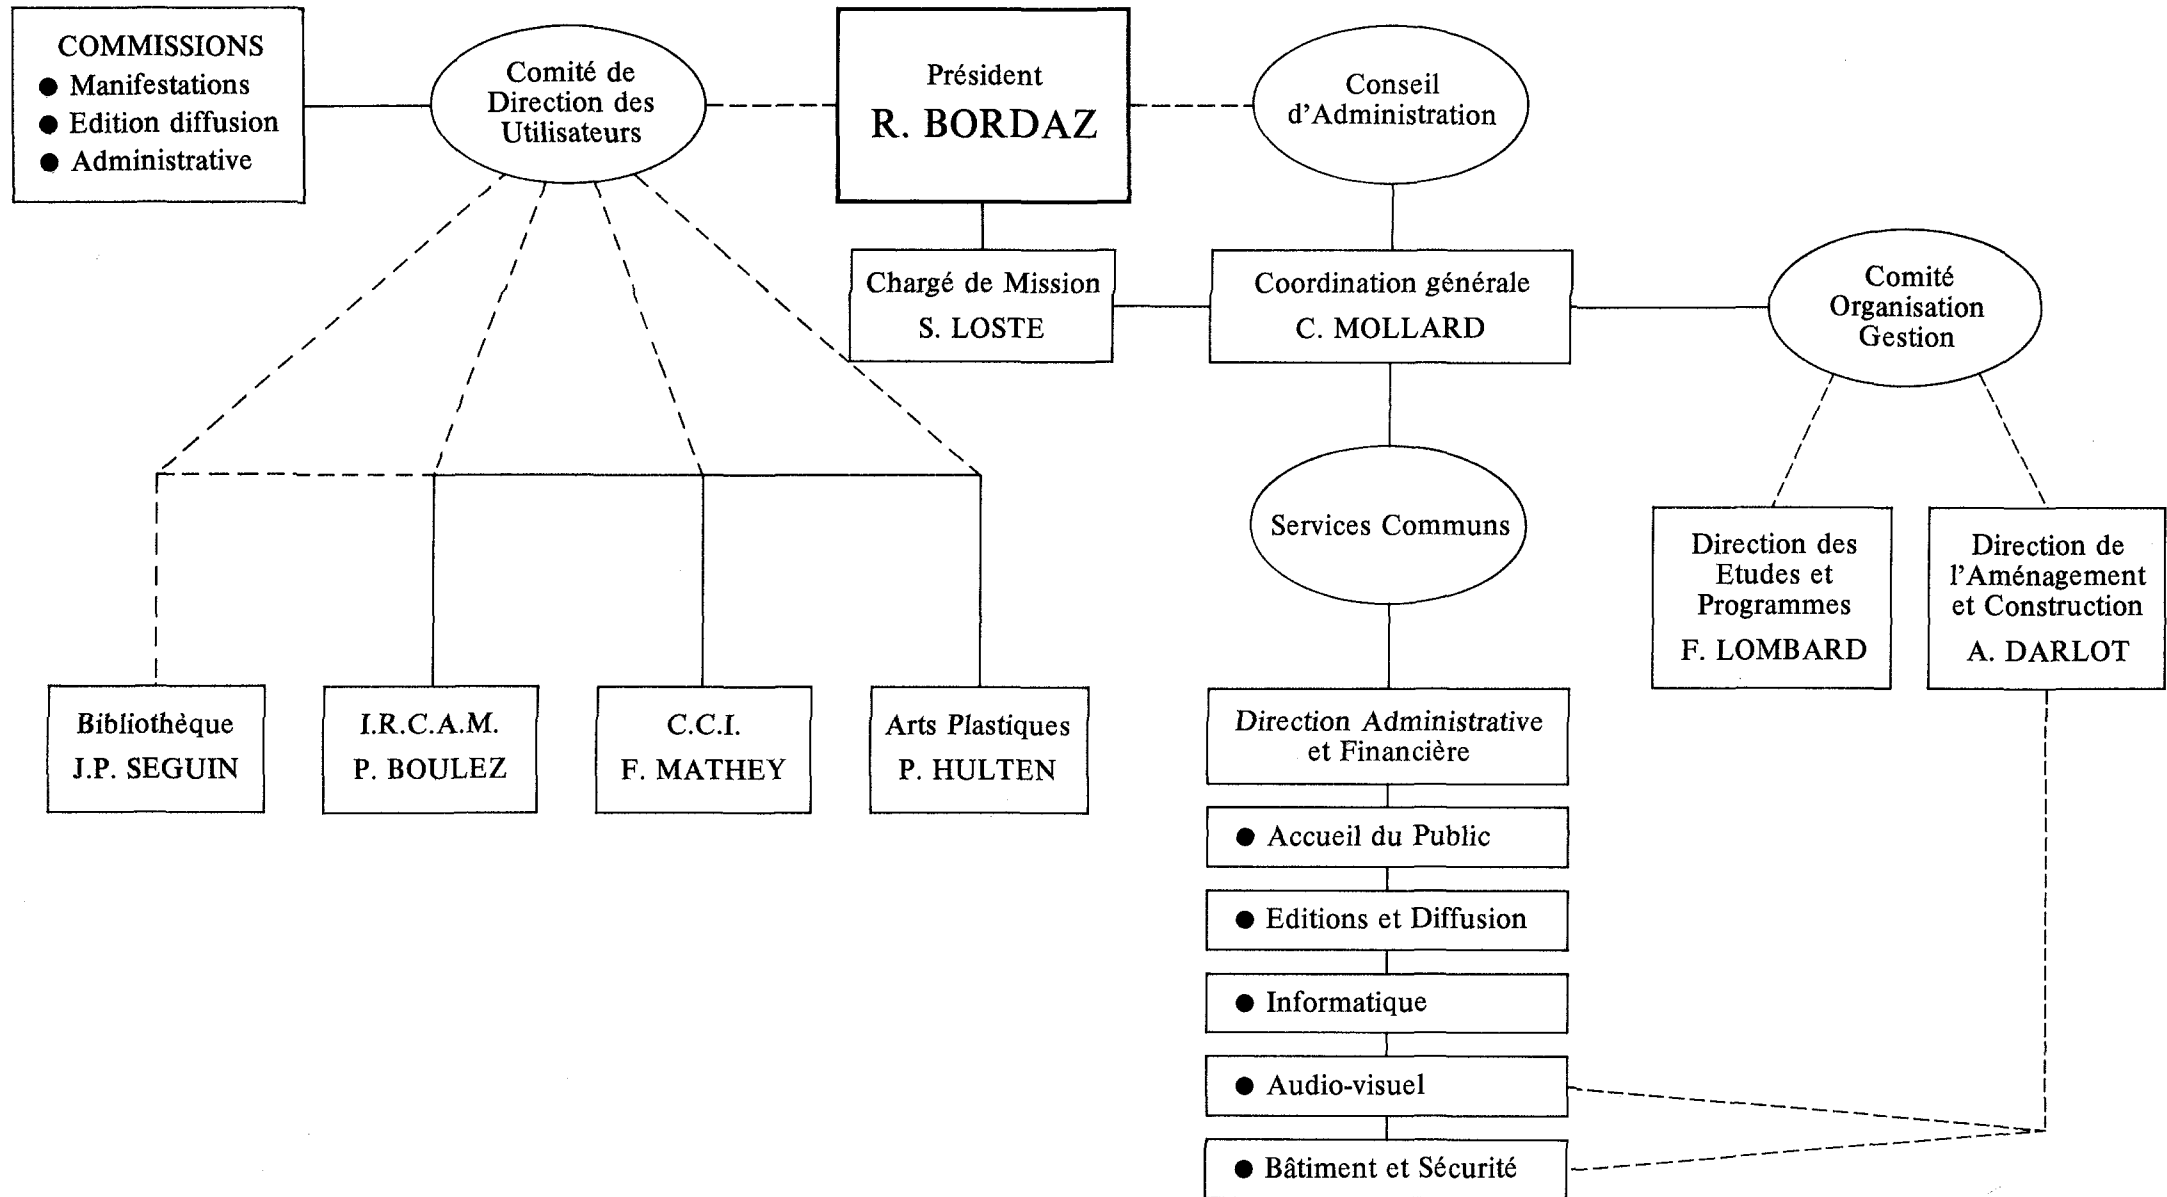 COMMISSIONS
● Manifestations
● Edition diffusion
● Administrative
Comité de
Direction des
Utilisateurs
Président
R. BORDAZ
Conseil
d'Administration
Chargé de Mission
S. LOSTE
Coordination générale
C. MOLLARD
Comité
Organisation
Gestion
Services Communs
Direction des
Etudes et
Programmes
F. LOMBARD
Direction de
l'Aménagement
et Construction
A. DARLOT
Bibliothèque
J.P. SEGUIN
I.R.C.A.M.
P. BOULEZ
C.C.I.
F. MATHEY
Arts Plastiques
P. HULTEN
Direction Administrative
et Financière
● Accueil du Public
● Editions et Diffusion
● Informatique
● Audio-visuel
● Bâtiment et Sécurité